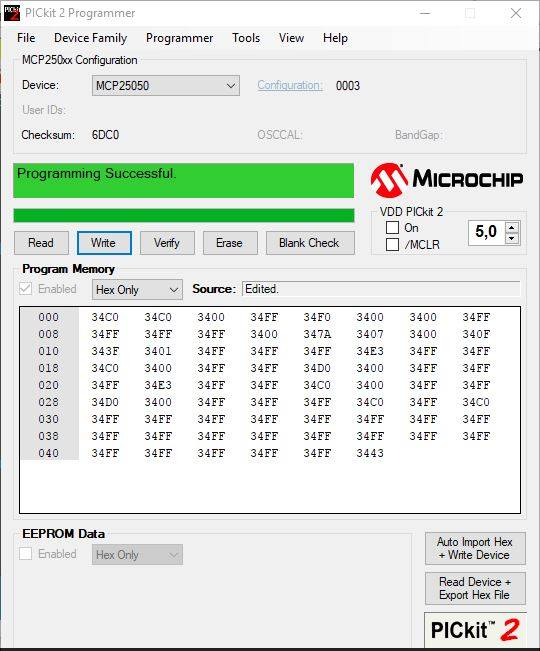 PICkit 2 Programmer
File Device Family Programmer Tools View Help
MCP250xx Configuration
Device: MCP25050 Configuration: 0003
User IDs:
Checksum: 6DC0 OSCCAL: BandGap:
Programming Successful.
MICROCHIP
VDD PICkit 2
On
/MCLR
5,0
Read Write Verify Erase Blank Check
Program Memory
Enabled Hex Only Source: Edited.
000 34C0 34C0 3400 34FF 34F0 3400 3400 34FF
008 34FF 34FF 34FF 3400 347A 3407 3400 340F
010 343F 3401 34FF 34FF 34FF 34E3 34FF 34FF
018 34C0 3400 34FF 34FF 34D0 3400 34FF 34FF
020 34FF 34E3 34FF 34FF 34C0 3400 34FF 34FF
028 34D0 3400 34FF 34FF 34FF 34C0 34FF 34C0
030 34FF 34FF 34FF 34FF 34FF 34FF 34FF 34FF
038 34FF 34FF 34FF 34FF 34FF 34FF 34FF 34FF
040 34FF 34FF 34FF 34FF 34FF 3443
EEPROM Data
Enabled Hex Only
Auto Import Hex
+ Write Device
Read Device +
Export Hex File
PICkit™ 2